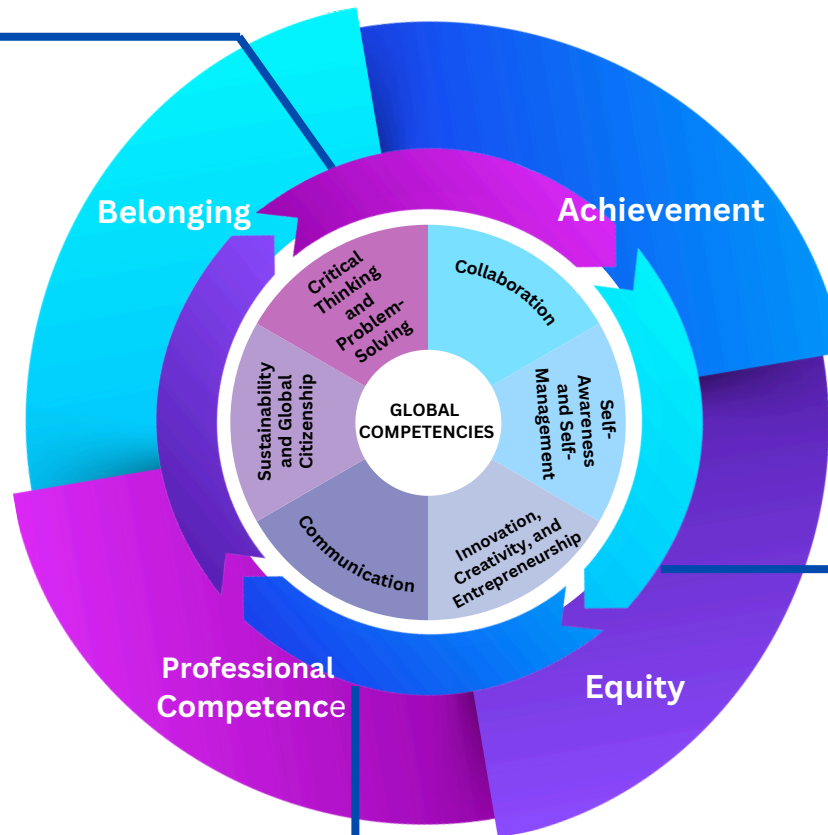 Belonging
Achievement
Critical
Thinking
and
Problem-
Solving
Collaboration
Self-
Awareness
and Self-
Management
Innovation,
Creativity, and
Entrepreneurship
Communication
Sustainability
and Global
Citizenship
GLOBAL
COMPETENCIES
Professional
Competence
Equity